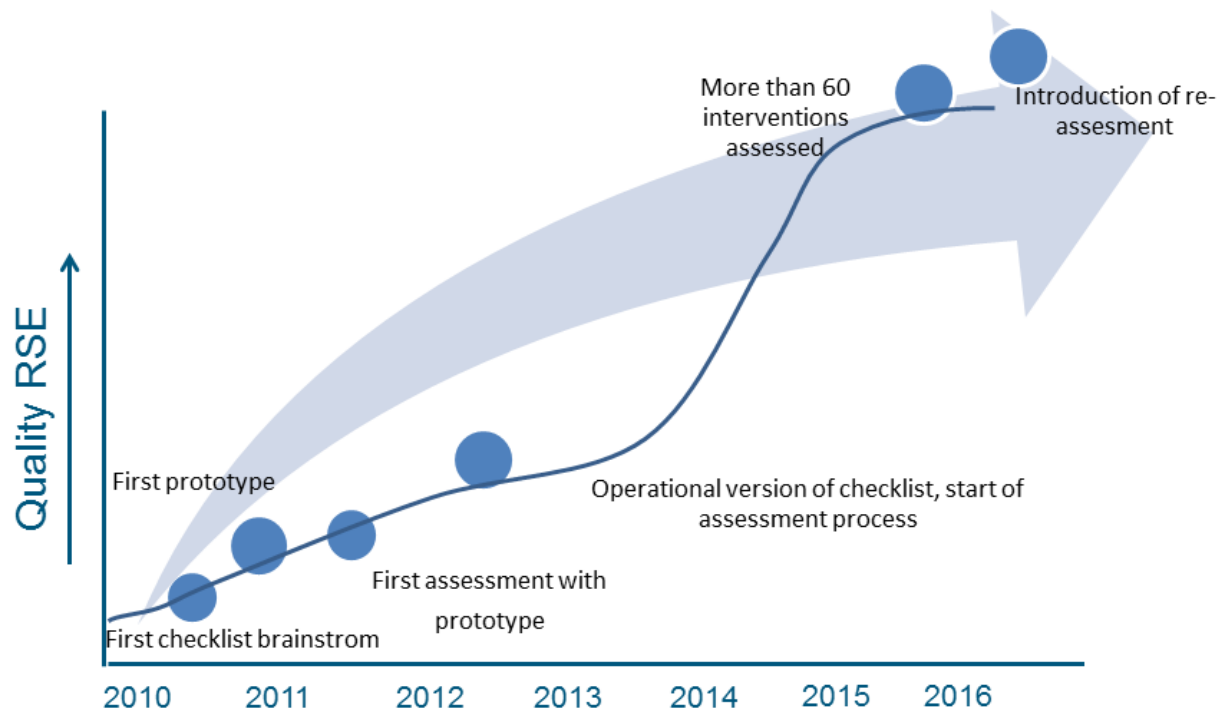 More than 60
interventions
assessed
Introduction of re-
assesment
Quality RSE
First prototype
Operational version of checklist, start of
assessment process
First assessment with
prototype
First checklist brainstrom
2010
2011
2012
2013
2014
2015
2016